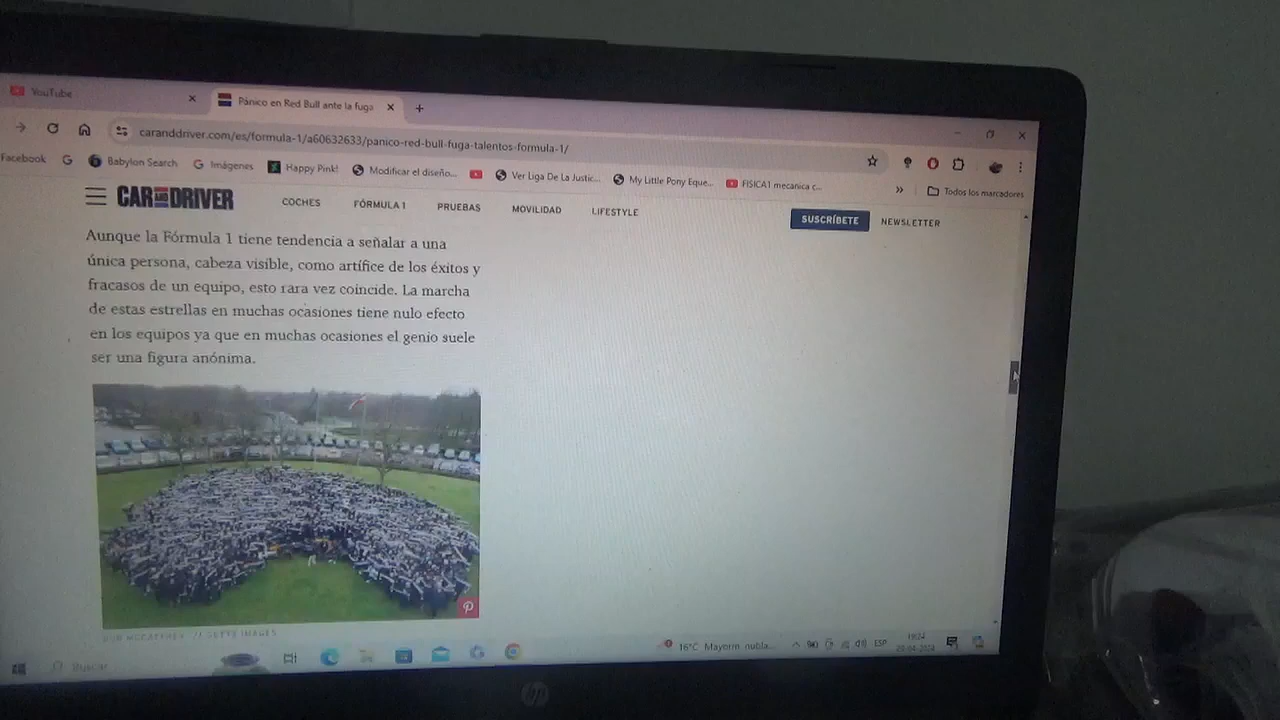 YouTube
Pánico en Red Bull ante la fuga
caranddriver.com/es/formula-1/a60632633/panico-red-bull-fuga-talentos-formula-1/
Facebook
Babylon Search
Imágenes
Happy Pink!
Modificar el diseño...
Ver Liga De La Justic...
My Little Pony Eque...
FISICA1 mecanica c...
Todos los marcadores
CAR AND DRIVER
COCHES
FÓRMULA 1
PRUEBAS
MOVILIDAD
LIFESTYLE
SUSCRÍBETE
NEWSLETTER
Aunque la Fórmula 1 tiene tendencia a señalar a una
única persona, cabeza visible, como artífice de los éxitos y
fracasos de un equipo, esto rara vez coincide. La marcha
de estas estrellas en muchas ocasiones tiene nulo efecto
en los equipos ya que en muchas ocasiones el genio suele
ser una figura anónima.
GETTY IMAGES
Buscar
16°C Mayorm. nubla...
ESP
hp